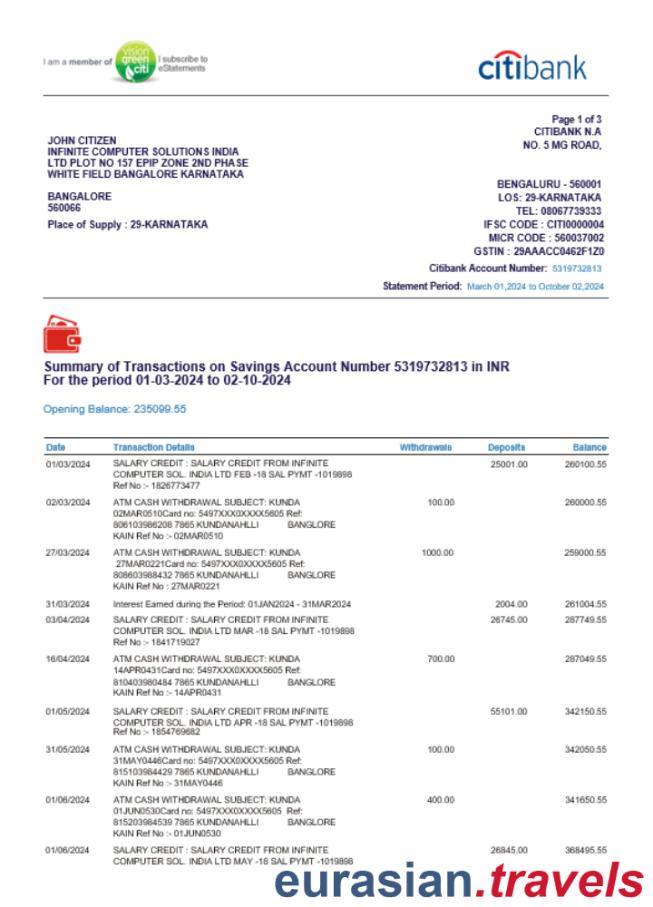 I am a member of
vision
green
citi
I subscribe to
eStatements
citibank
Page 1 of 3
CITIBANK N.A
NO. 5 MG ROAD,
JOHN CITIZEN
INFINITE COMPUTER SOLUTIONS INDIA
LTD PLOT NO 157 EPIP ZONE 2ND PHASE
WHITE FIELD BANGALORE KARNATAKA
BANGALORE
560066
Place of Supply : 29-KARNATAKA
BENGALURU - 560001
LOS: 29-KARNATAKA
TEL: 08067739333
IFSC CODE : CITI0000004
MICR CODE : 560037002
GSTIN : 29AAACC0462F1Z0
Citibank Account Number: 5319732813
Statement Period: March 01,2024 to October 02,2024
Summary of Transactions on Savings Account Number 5319732813 in INR
For the period 01-03-2024 to 02-10-2024
Opening Balance: 235099.55
Date Transaction Details Withdrawals Deposits Balance
01/03/2024 SALARY CREDIT : SALARY CREDIT FROM INFINITE 25001.00 260100.55
COMPUTER SOL. INDIA LTD FEB -18 SAL PYMT -1019898
Ref No :- 1826773477
02/03/2024 ATM CASH WITHDRAWAL SUBJECT: KUNDA 100.00 260000.55
02MAR0510Card no: 5497XXX0XXXX5605 Ref:
806103986208 7865 KUNDANAHLLI BANGLORE
KAIN Ref No :- 02MAR0510
27/03/2024 ATM CASH WITHDRAWAL SUBJECT: KUNDA 1000.00 259000.55
27MAR0221Card no: 5497XXX0XXXX5605 Ref:
808603988432 7865 KUNDANAHLLI BANGLORE
KAIN Ref No : 27MAR0221
31/03/2024 Interest Earned during the Period: 01JAN2024 - 31MAR2024 2004.00 261004.55
03/04/2024 SALARY CREDIT : SALARY CREDIT FROM INFINITE 26745.00 287749.55
COMPUTER SOL. INDIA LTD MAR -18 SAL PYMT -1019898
Ref No :- 1841719027
16/04/2024 ATM CASH WITHDRAWAL SUBJECT: KUNDA 700.00 287049.55
14APR0431Card no: 5497XXX0XXXX5605 Ref:
810403980484 7865 KUNDANAHLLI BANGLORE
KAIN Ref No :- 14APR0431
01/05/2024 SALARY CREDIT : SALARY CREDIT FROM INFINITE 55101.00 342150.55
COMPUTER SOL. INDIA LTD APR -18 SAL PYMT -1019898
Ref No :- 1854769682
31/05/2024 ATM CASH WITHDRAWAL SUBJECT: KUNDA 100.00 342050.55
31MAY0446Card no: 5497XXX0XXXX5605 Ref:
815103984429 7865 KUNDANAHLLI BANGLORE
KAIN Ref No :- 31MAY0446
01/06/2024 ATM CASH WITHDRAWAL SUBJECT: KUNDA 400.00 341650.55
01JUN0530Card no: 5497XXX0XXXX5605 Ref:
815203984539 7865 KUNDANAHLLI BANGLORE
KAIN Ref No :- 01JUN0530
01/06/2024 SALARY CREDIT : SALARY CREDIT FROM INFINITE 26845.00 368495.55
COMPUTER SOL. INDIA LTD MAY -18 SAL PYMT -1019898
eurasian.travels